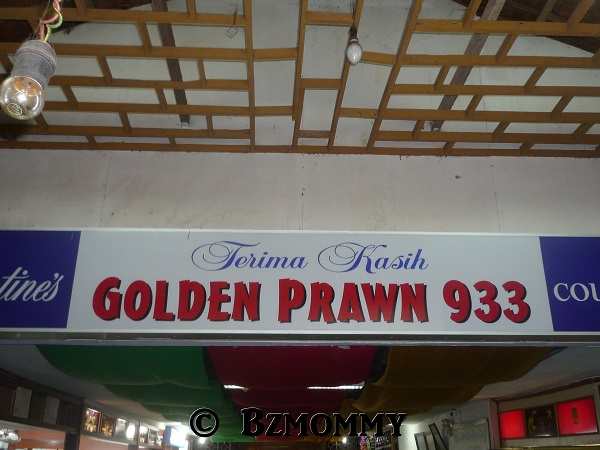 Terima Kasih
tine's
GOLDEN PRAWN 933
COU
© BZMOMMY